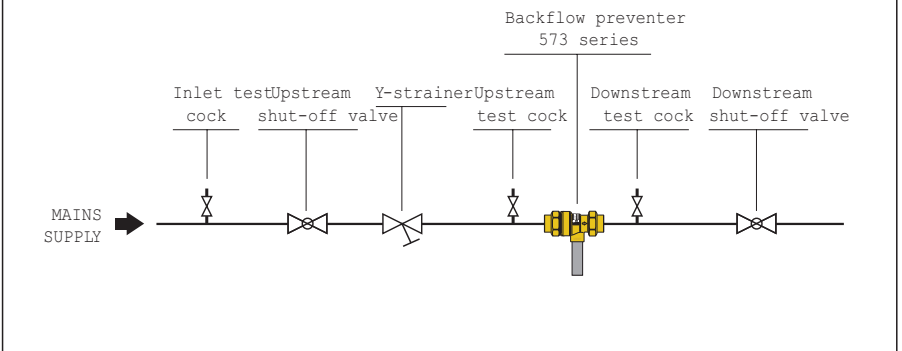 Backflow preventer
573 series
Inlet test
cock
Upstream
shut-off valve
Y-strainer
Upstream
test cock
Downstream
test cock
Downstream
shut-off valve
MAINS
SUPPLY